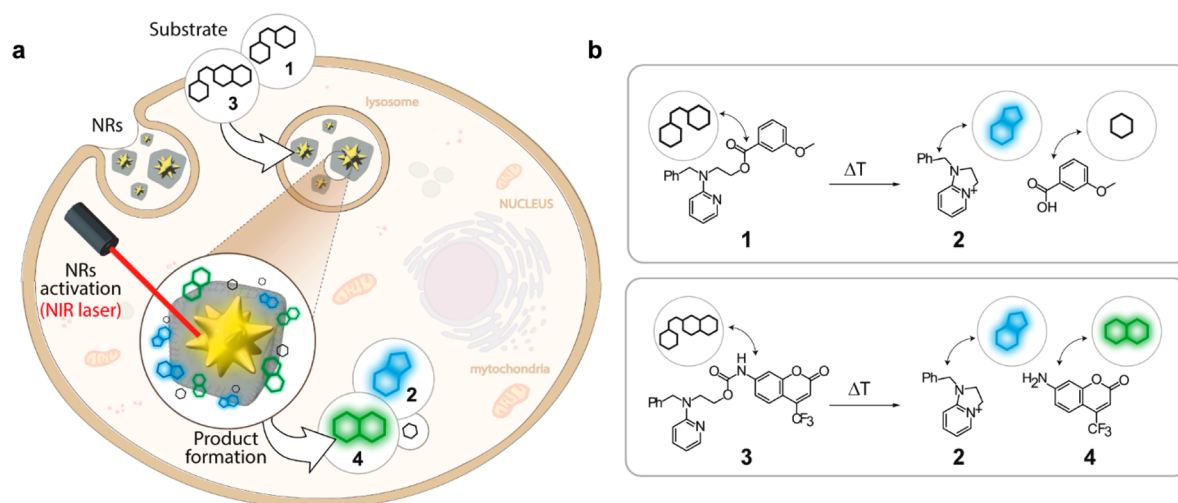 a
Substrate
1
3
NRs
lysosome
NUCLEUS
NRs
activation
(NIR laser)
mytochondria
2
4
Product
formation
b
O
O
O
Ph
N
N
1
ΔT
Ph
N
N+
2
O
OH
O
H
N
O
O
O
O
CF3
Ph
N
N
3
ΔT
Ph
N
N+
2
H2N
O
O
CF3
4